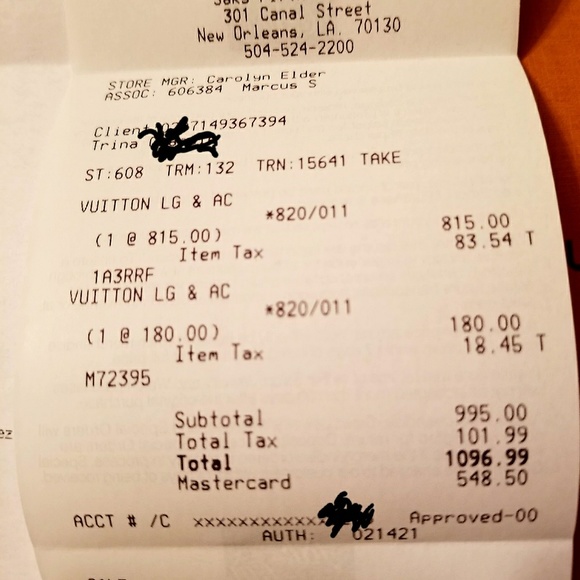 301 Canal Street
New Orleans, LA. 70130
504-524-2200
STORE MGR: Carolyn Elder
ASSOC: 606384 Marcus S
Client 7149367394
Trina
ST:608 TRM:132 TRN:15641 TAKE
VUITTON LG & AC
*820/011
(1 @ 815.00) 815.00
Item Tax 83.54 T
1A3RRF
VUITTON LG & AC
*820/011
(1 @ 180.00) 180.00
Item Tax 18.45 T
M72395
Subtotal 995.00
Total Tax 101.99
Total 1096.99
Mastercard 548.50
ACCT # /C xxxxxxxxxxxx Approved-00
AUTH: 021421